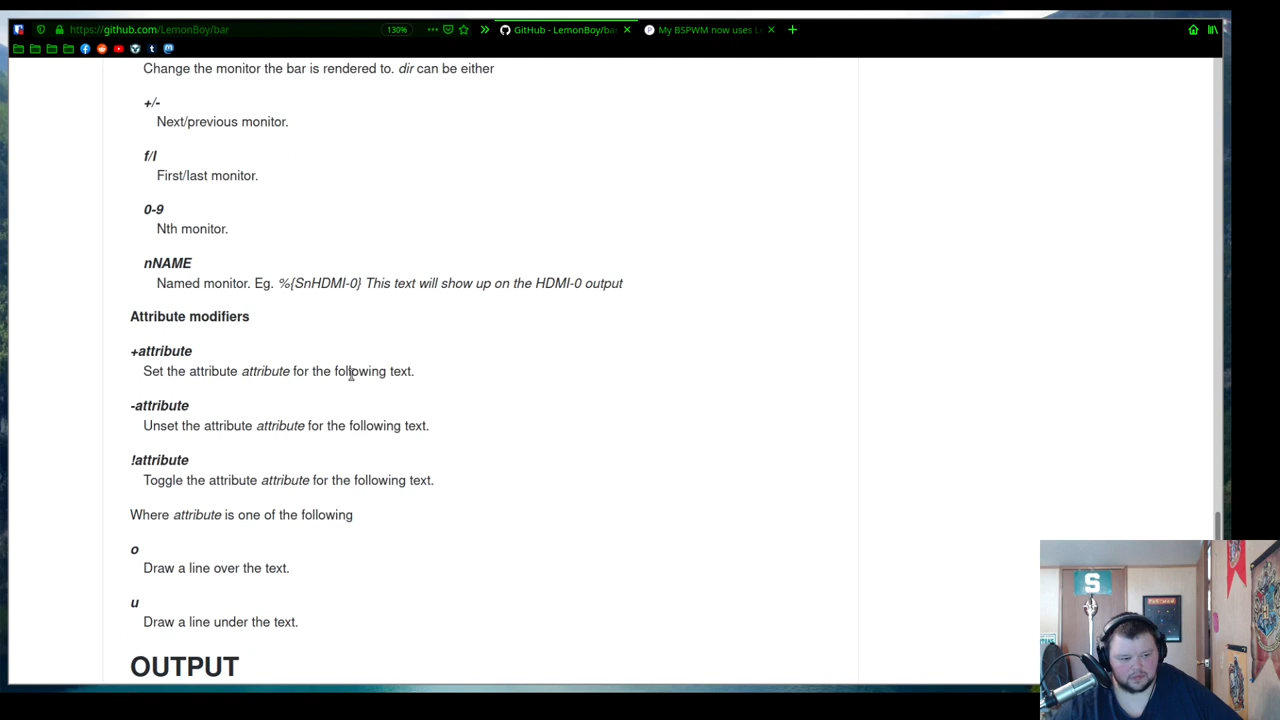 https://github.com/LemonBoy/bar
130%
GitHub - LemonBoy/ba
My BSPWM now uses Le
Change the monitor the bar is rendered to. dir can be either
+/-
Next/previous monitor.
f/l
First/last monitor.
0-9
Nth monitor.
nNAME
Named monitor. Eg. %{SnHDMI-0} This text will show up on the HDMI-0 output
Attribute modifiers
+attribute
Set the attribute attribute for the following text.
-attribute
Unset the attribute attribute for the following text.
!attribute
Toggle the attribute attribute for the following text.
Where attribute is one of the following
o
Draw a line over the text.
u
Draw a line under the text.
OUTPUT
S